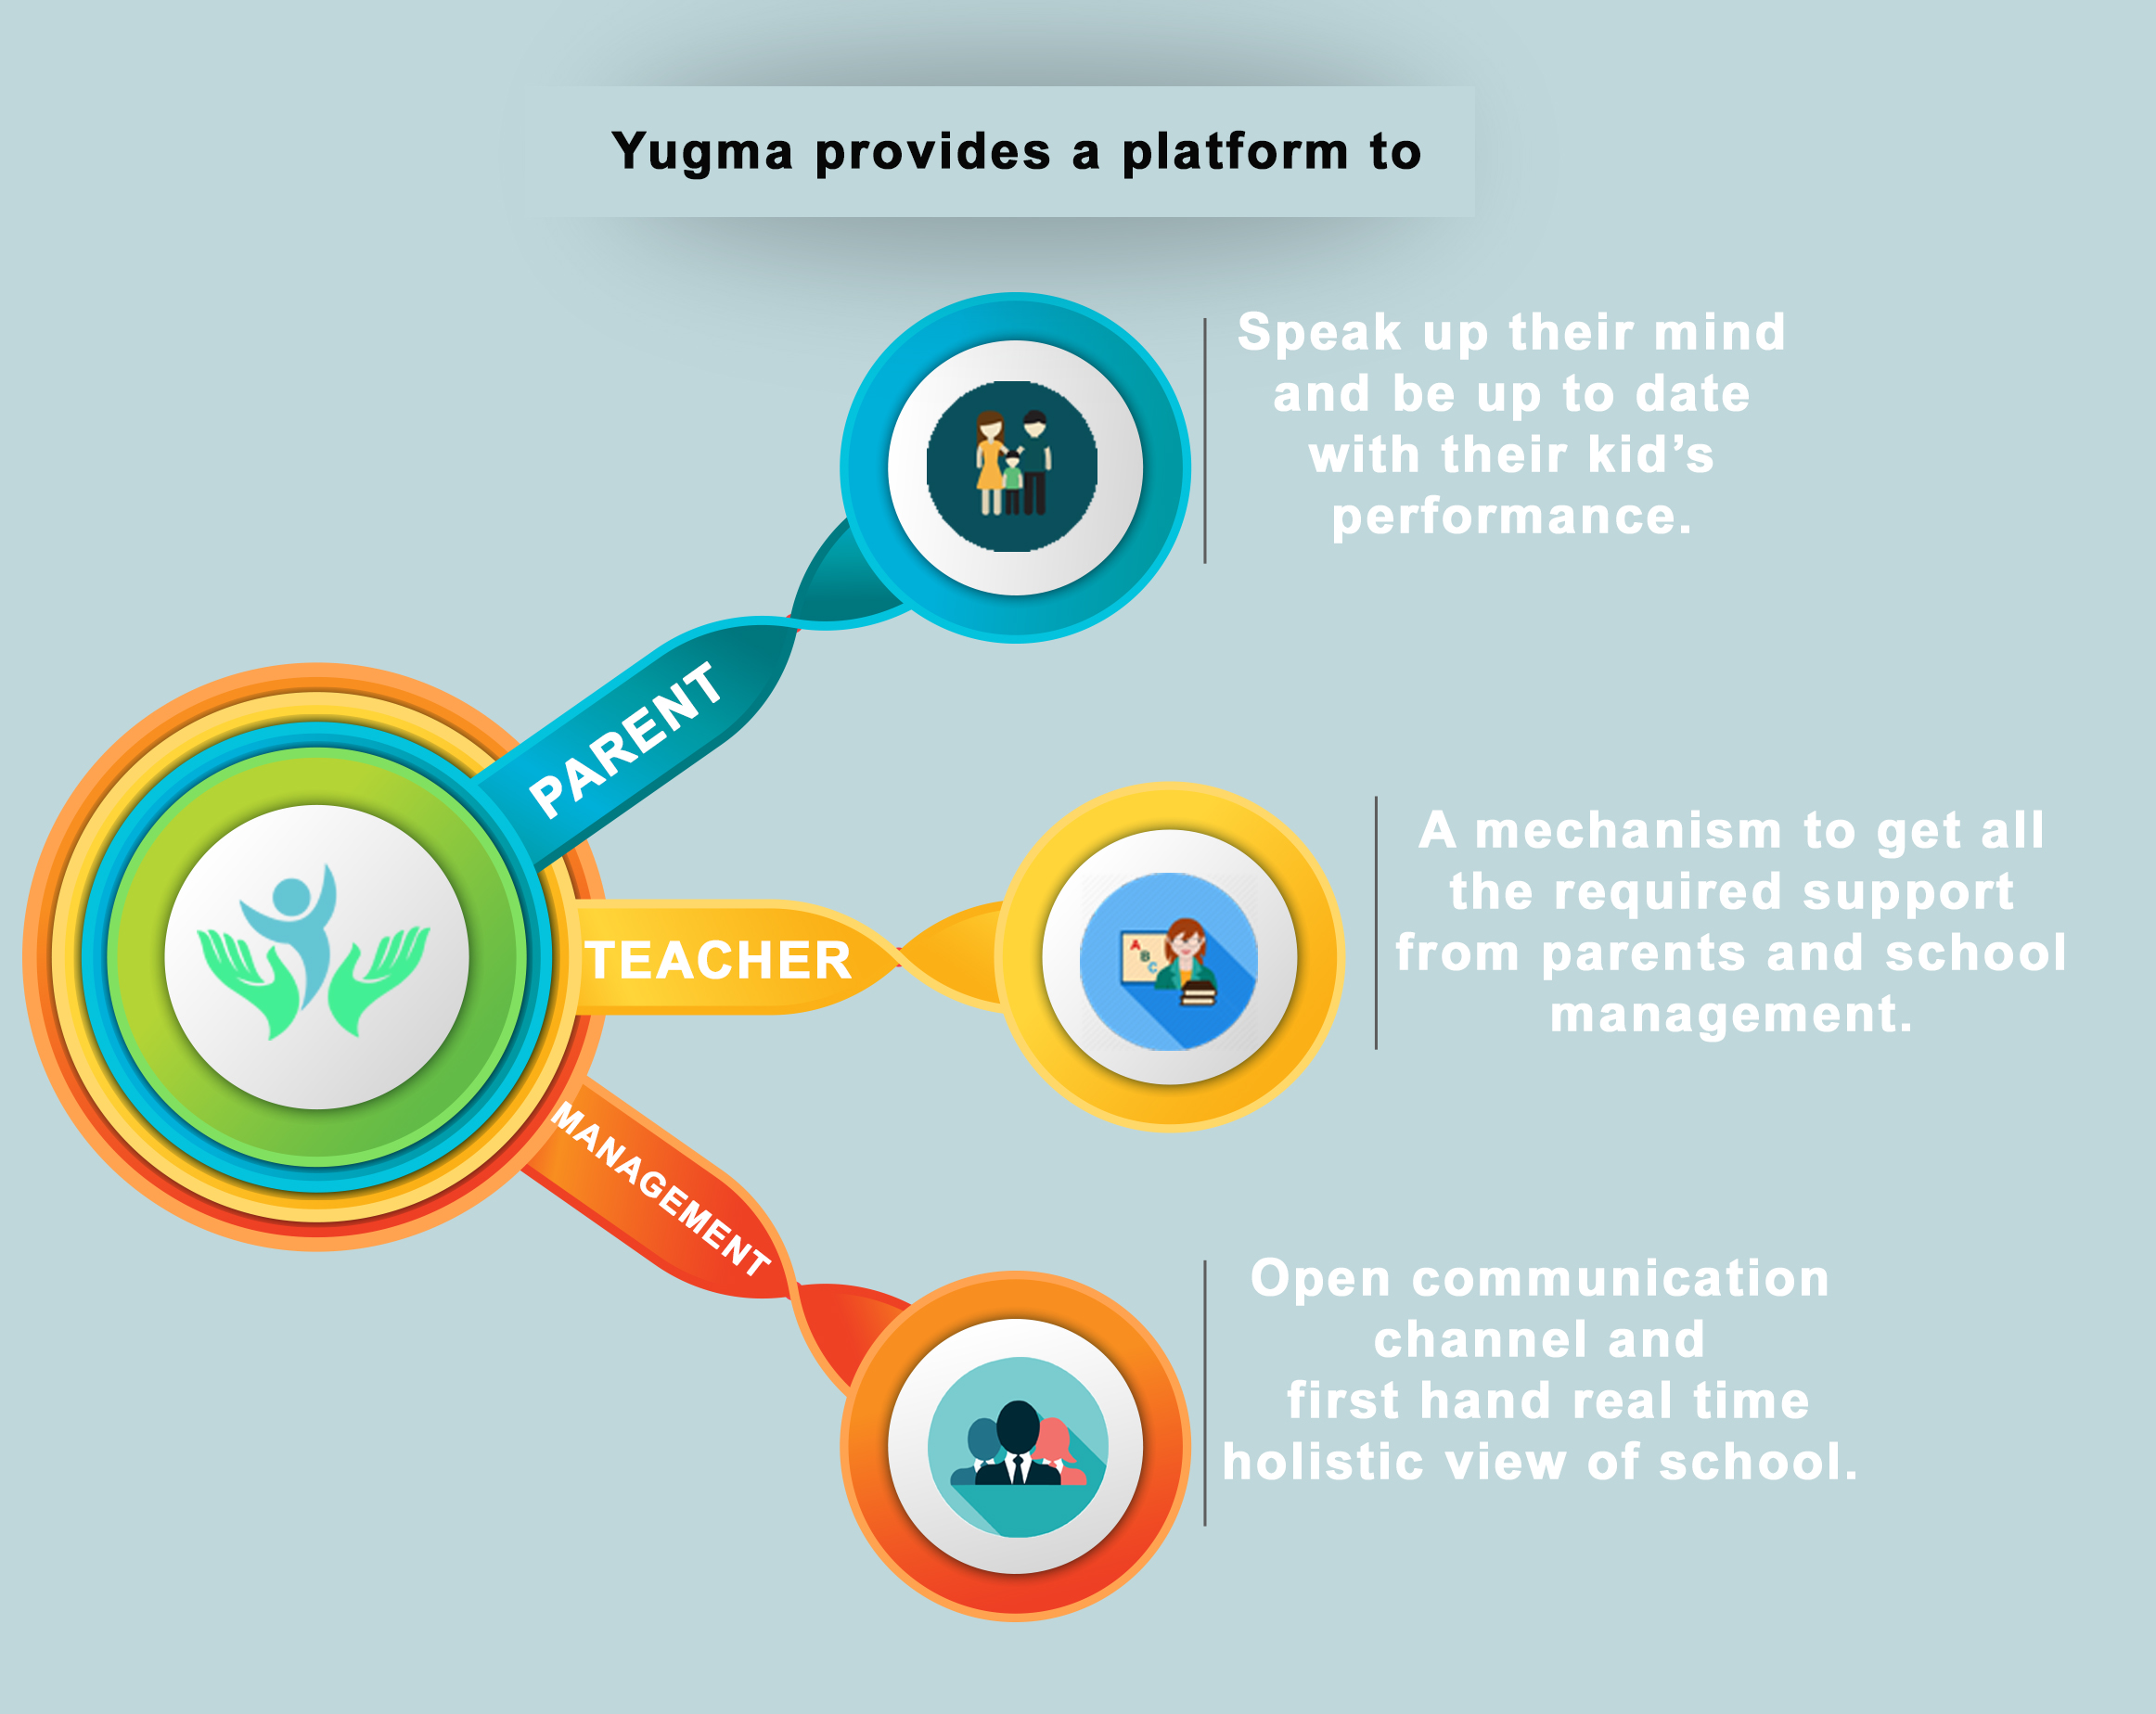 Yugma provides a platform to
Speak up their mind
and be up to date
with their kid’s
performance.
PARENT
A mechanism to get all
the required support
from parents and school
management.
TEACHER
A
B
C
MANAGEMENT
Open communication
channel and
first hand real time
holistic view of school.